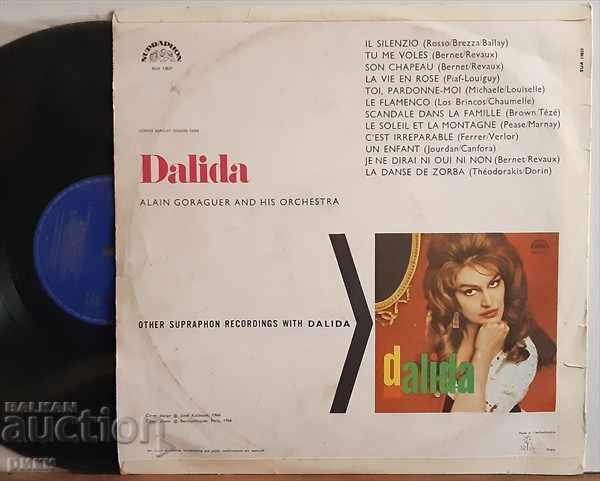 SUPRAPHON
IL SILENZIO (Rosso/Brezza/Ballay)
TU ME VOLES (Bernet/Revaux)
SON CHAPEAU (Bernet/Revaux)
LA VIE EN ROSE (Piaf-Louiguy)
TOI, PARDONNE-MOI (Michaele/Louiselle)
LE FLAMENCO (Los Brincos/Chaumelle)
SCANDALE DANS LA FAMILLE (Brown/Tézé)
LE SOLEIL ET LA MONTAGNE (Pease/Marnay)
C'EST IRREPARABLE (Ferrer/Verlor)
UN ENFANT (Jourdan/Canfora)
JE NE DIRAI NI OUI NI NON (Bernet/Revaux)
LA DANSE DE ZORBA (Théodorakis/Dorin)
Dalida
ALAIN GORAGUER AND HIS ORCHESTRA
OTHER SUPRAPHON RECORDINGS WITH DALIDA
dalida
BALKAN
auction